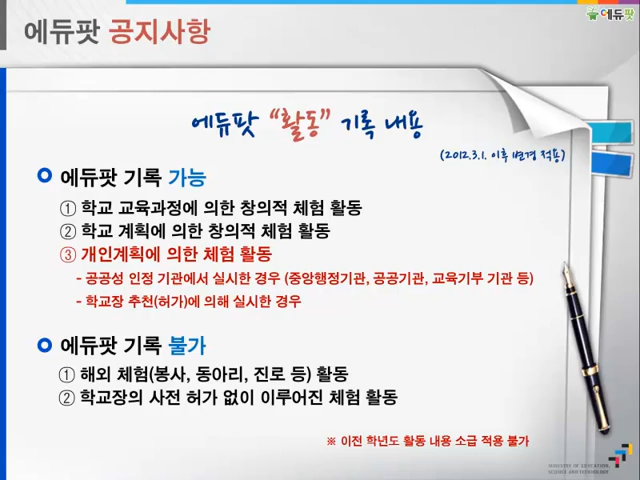 에듀팟 공지사항
에듀팟
에듀팟 “활동” 기록 내용
(2012.3.1. 이후 변경 적용)
에듀팟 기록 가능
① 학교 교육과정에 의한 창의적 체험 활동
② 학교 계획에 의한 창의적 체험 활동
③ 개인계획에 의한 체험 활동
- 공공성 인정 기관에서 실시한 경우 (중앙행정기관, 공공기관, 교육기부 기관 등)
- 학교장 추천(허가)에 의해 실시한 경우
에듀팟 기록 불가
① 해외 체험(봉사, 동아리, 진로 등) 활동
② 학교장의 사전 허가 없이 이루어진 체험 활동
※ 이전 학년도 활동 내용 소급 적용 불가
MINISTRY OF EDUCATION,
SCIENCE AND TECHNOLOGY